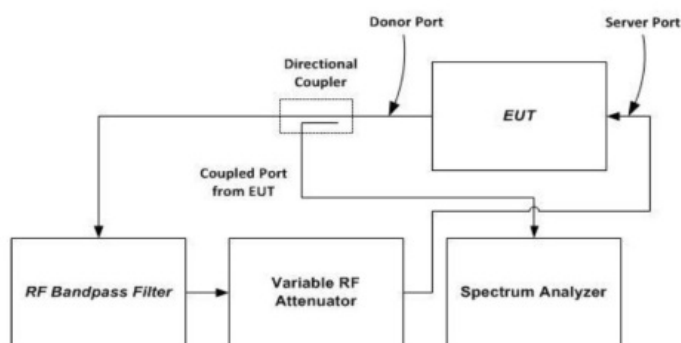 Donor Port
Server Port
Directional
Coupler
EUT
Coupled Port
from EUT
RF Bandpass Filter
Variable RF
Attenuator
Spectrum Analyzer